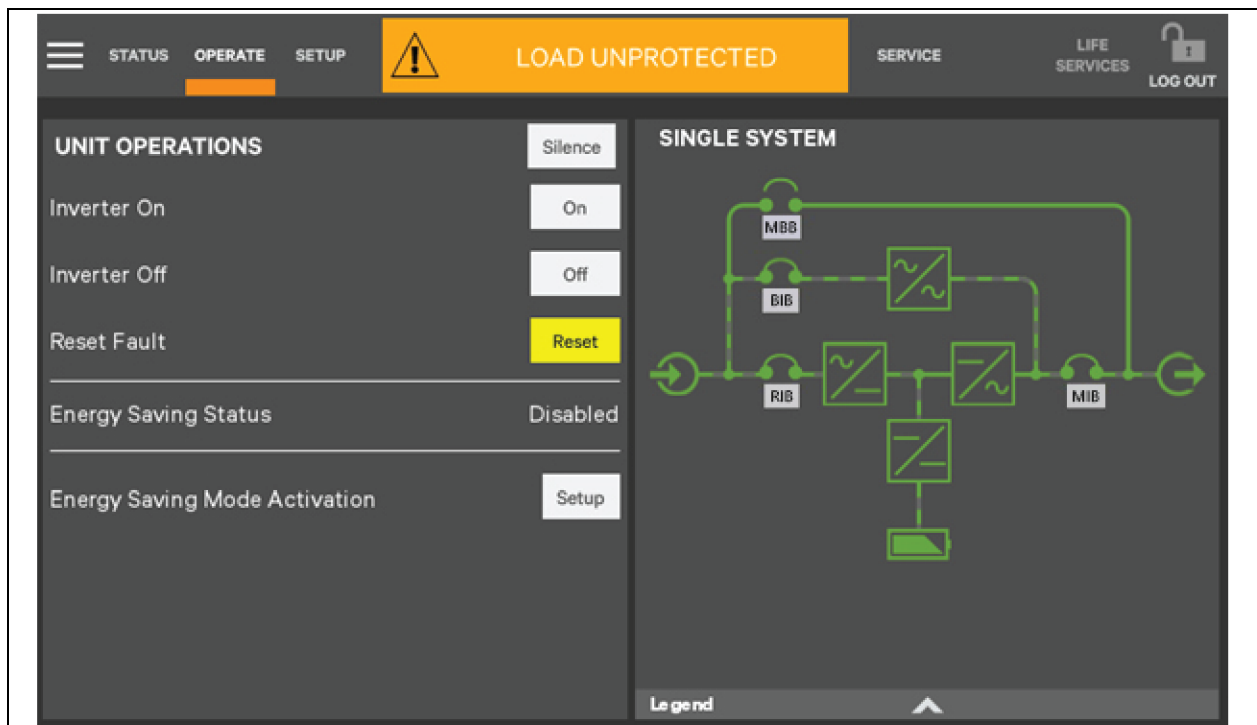 STATUS OPERATE SETUP
LOAD UNPROTECTED
SERVICE
LIFE
SERVICES
LOG OUT
UNIT OPERATIONS
Silence
Inverter On
On
Inverter Off
Off
Reset Fault
Reset
Energy Saving Status
Disabled
Energy Saving Mode Activation
Setup
SINGLE SYSTEM
MBB
BIB
RIB
MIB
Legend